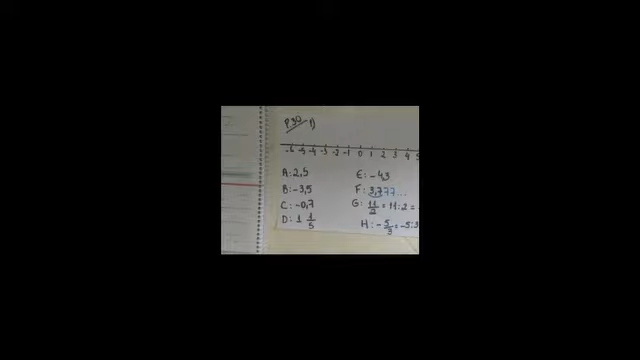 P.30-1)
-6 -5 -4 -3 -2 -1 0 1 2 3 4 5
A: 2,5 E: -4,3
B: -3,5 F: 3,777...
C: -0,7 G: 11/2 = 11:2 =
D: 1 1/5 H: -5/3 = -5:3